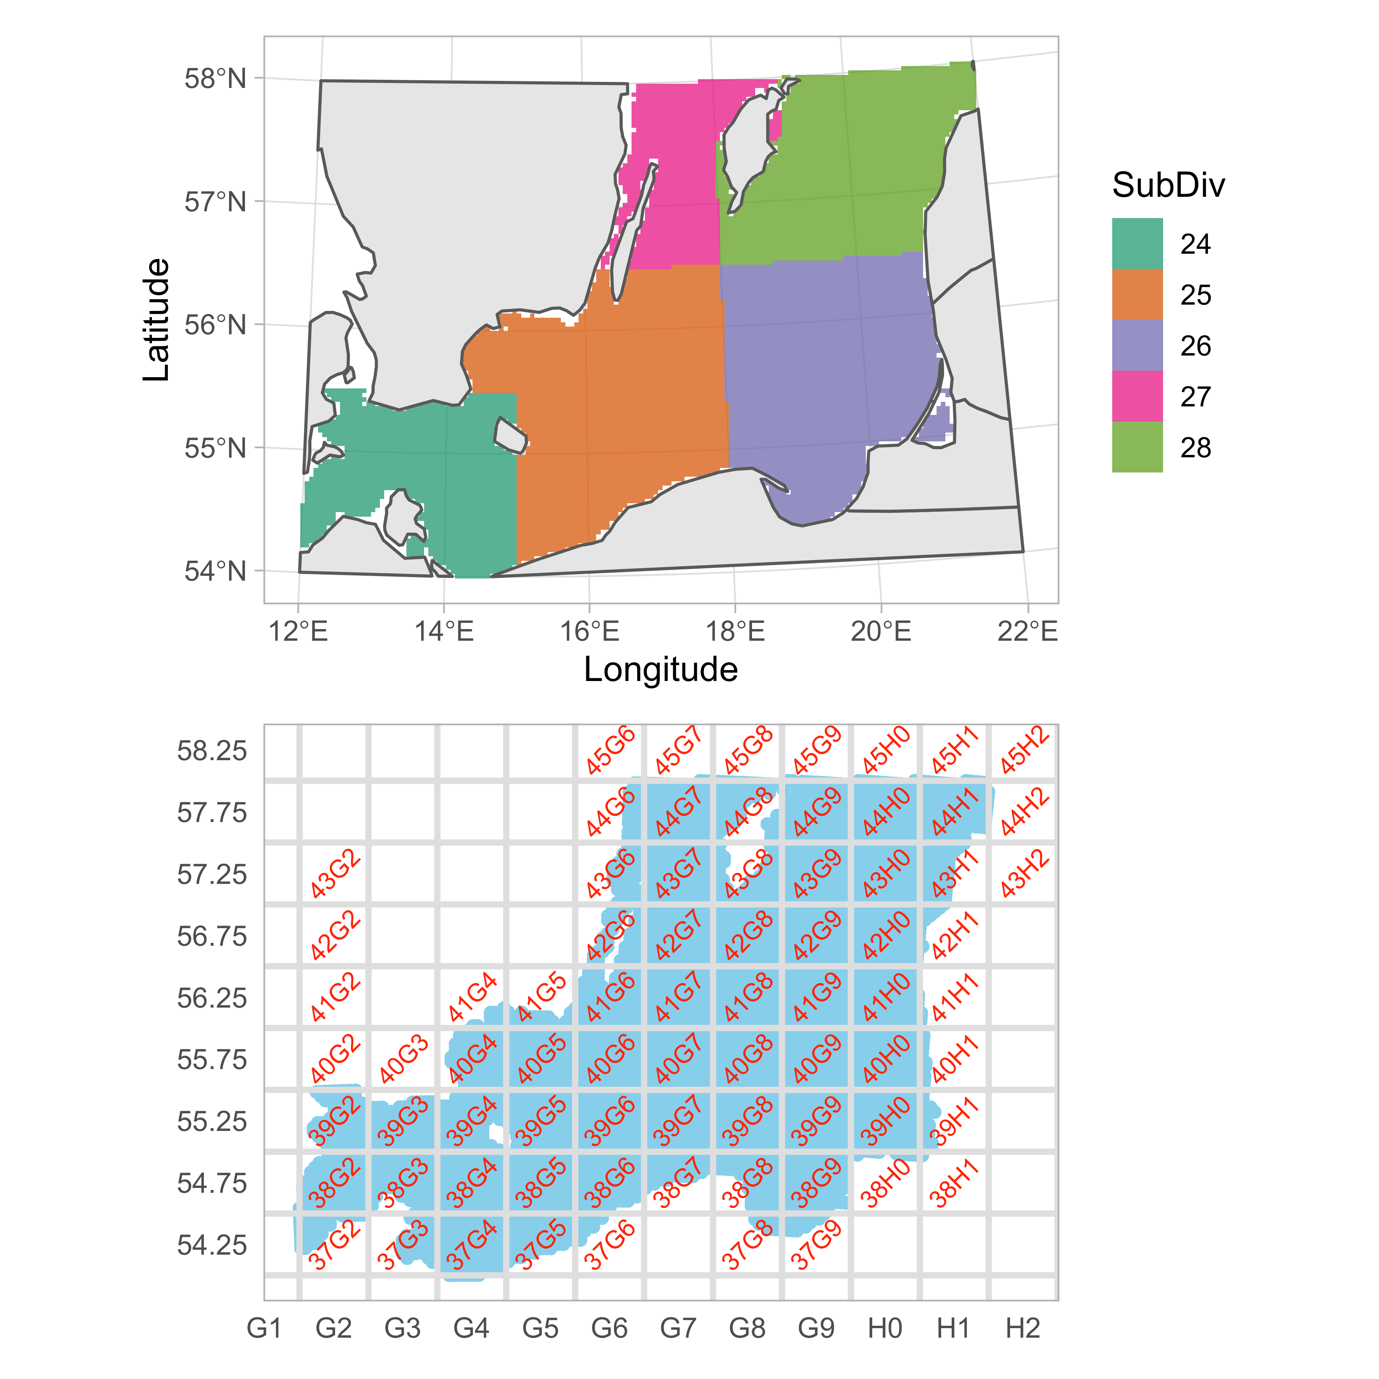 58°N
57°N
56°N
55°N
54°N
Latitude
12°E 14°E 16°E 18°E 20°E 22°E
Longitude
SubDiv
24
25
26
27
28
58.25 45G6 45G7 45G8 45G9 45H0 45H1 45H2
57.75 44G6 44G7 44G8 44G9 44H0 44H1 44H2
57.25 43G2 43G6 43G7 43G8 43G9 43H0 43H1 43H2
56.75 42G2 42G6 42G7 42G8 42G9 42H0 42H1
56.25 41G2 41G4 41G5 41G6 41G7 41G8 41G9 41H0 41H1
55.75 40G2 40G3 40G4 40G5 40G6 40G7 40G8 40G9 40H0 40H1
55.25 39G2 39G3 39G4 39G5 39G6 39G7 39G8 39G9 39H0 39H1
54.75 38G2 38G3 38G4 38G5 38G6 38G7 38G8 38G9 38H0 38H1
54.25 37G2 37G3 37G4 37G5 37G6 37G8 37G9
G1 G2 G3 G4 G5 G6 G7 G8 G9 H0 H1 H2